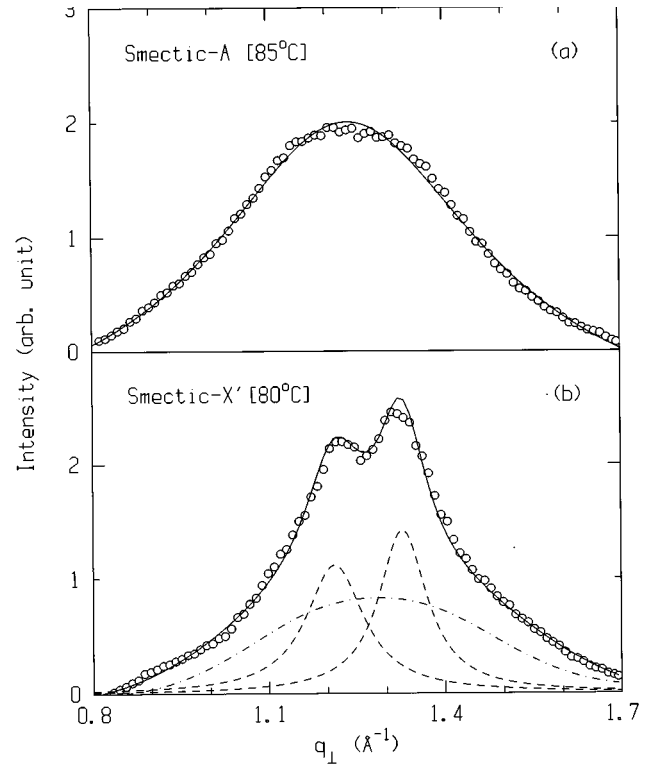 3
Smectic-A [85°C]
(a)
2
1
0
Smectic-X′ [80°C]
(b)
2
1
0
0.8 1.1 1.4 1.7
q⊥ (Å⁻¹)
Intensity (arb. unit)